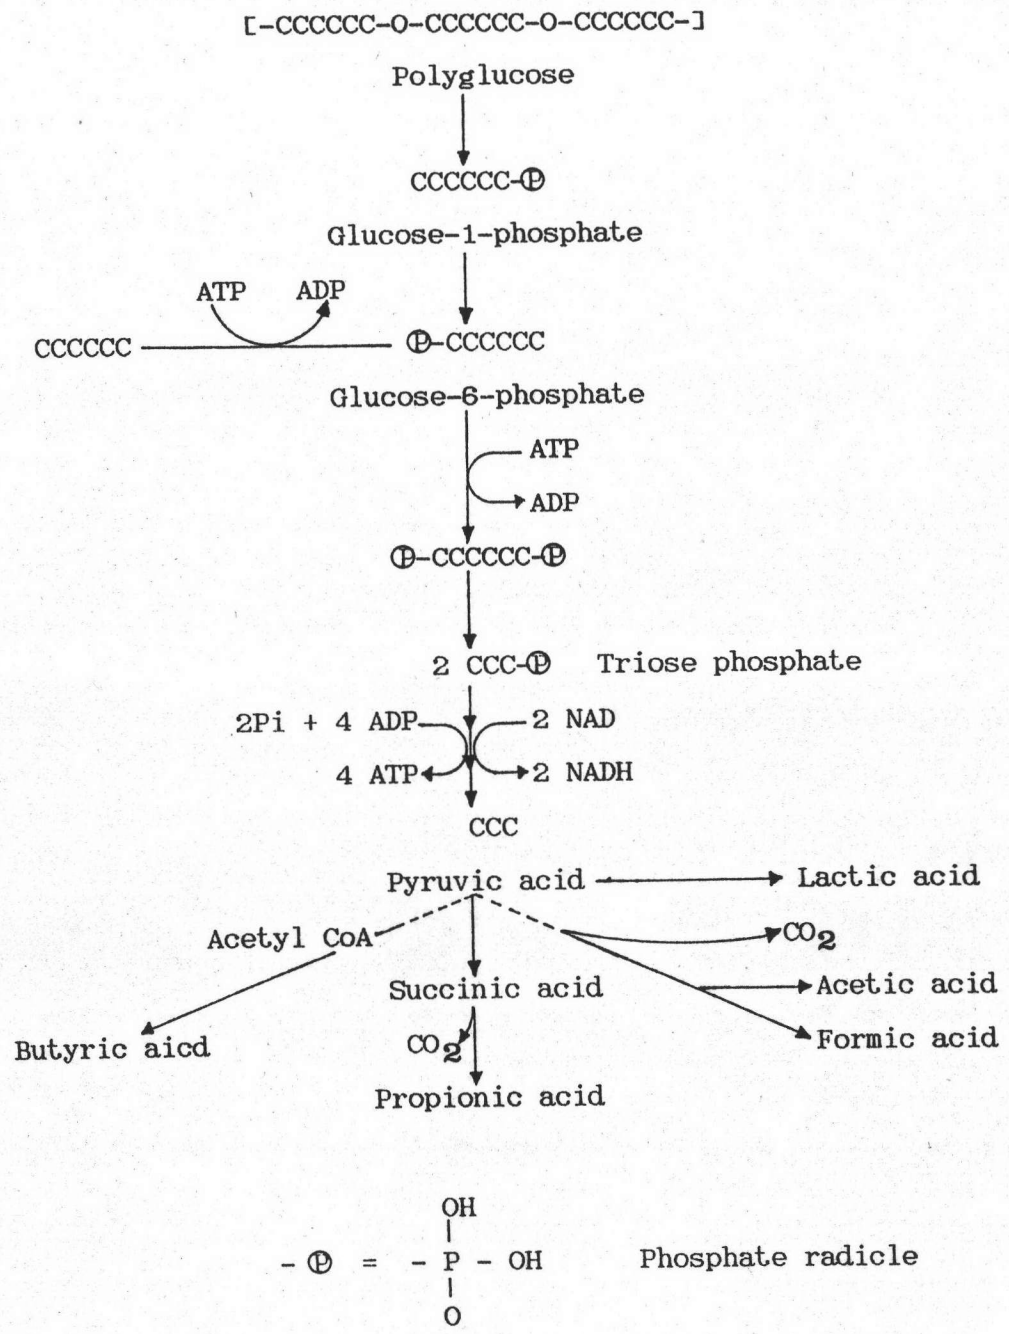 [-CCCCCC-O-CCCCCC-O-CCCCCC-]
Polyglucose
CCCCCC-Ⓟ
Glucose-1-phosphate
ATP ADP
CCCCCC Ⓟ-CCCCCC
Glucose-6-phosphate
ATP
ADP
Ⓟ-CCCCCC-Ⓟ
2 CCC-Ⓟ Triose phosphate
2Pi + 4 ADP 2 NAD
4 ATP 2 NADH
CCC
Pyruvic acid Lactic acid
Acetyl CoA CO2
Succinic acid Acetic acid
Butyric aicd CO2 Formic acid
Propionic acid
OH
- Ⓟ = - P - OH Phosphate radicle
O